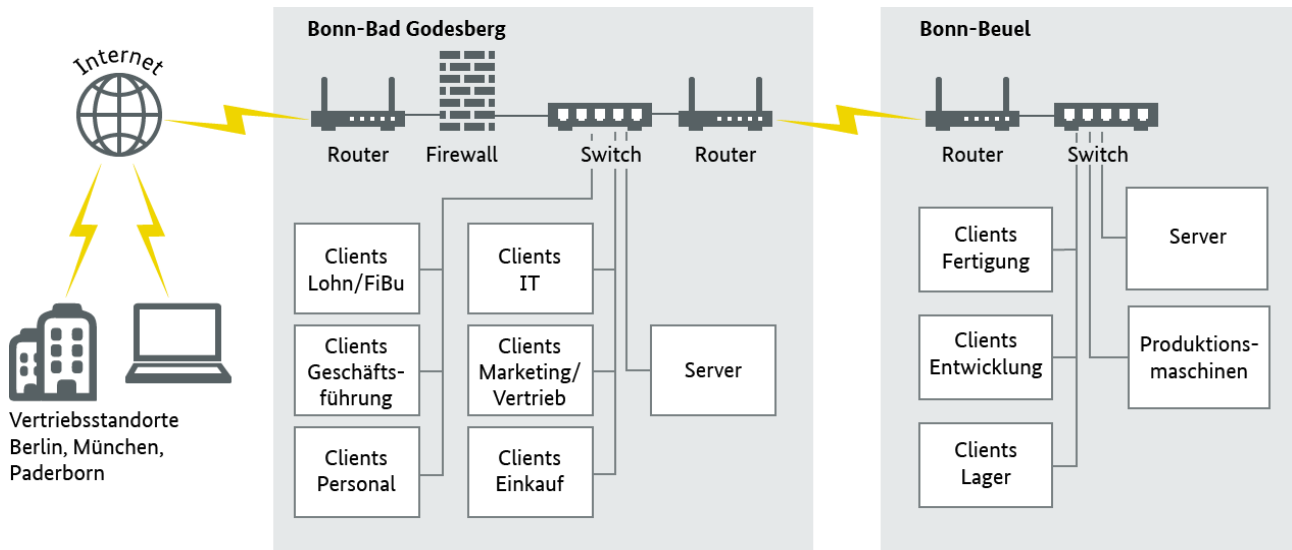 Internet
Vertriebsstandorte
Berlin, München,
Paderborn
Bonn-Bad Godesberg
Router
Firewall
Switch
Router
Clients
Lohn/FiBu
Clients
IT
Clients
Geschäfts-
führung
Clients
Marketing/
Vertrieb
Server
Clients
Personal
Clients
Einkauf
Bonn-Beuel
Router
Switch
Clients
Fertigung
Server
Clients
Entwicklung
Produktions-
maschinen
Clients
Lager